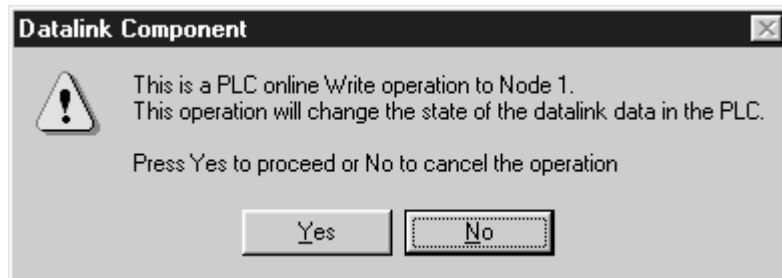 Datalink Component
This is a PLC online Write operation to Node 1.
This operation will change the state of the datalink data in the PLC.
Press Yes to proceed or No to cancel the operation
Yes No